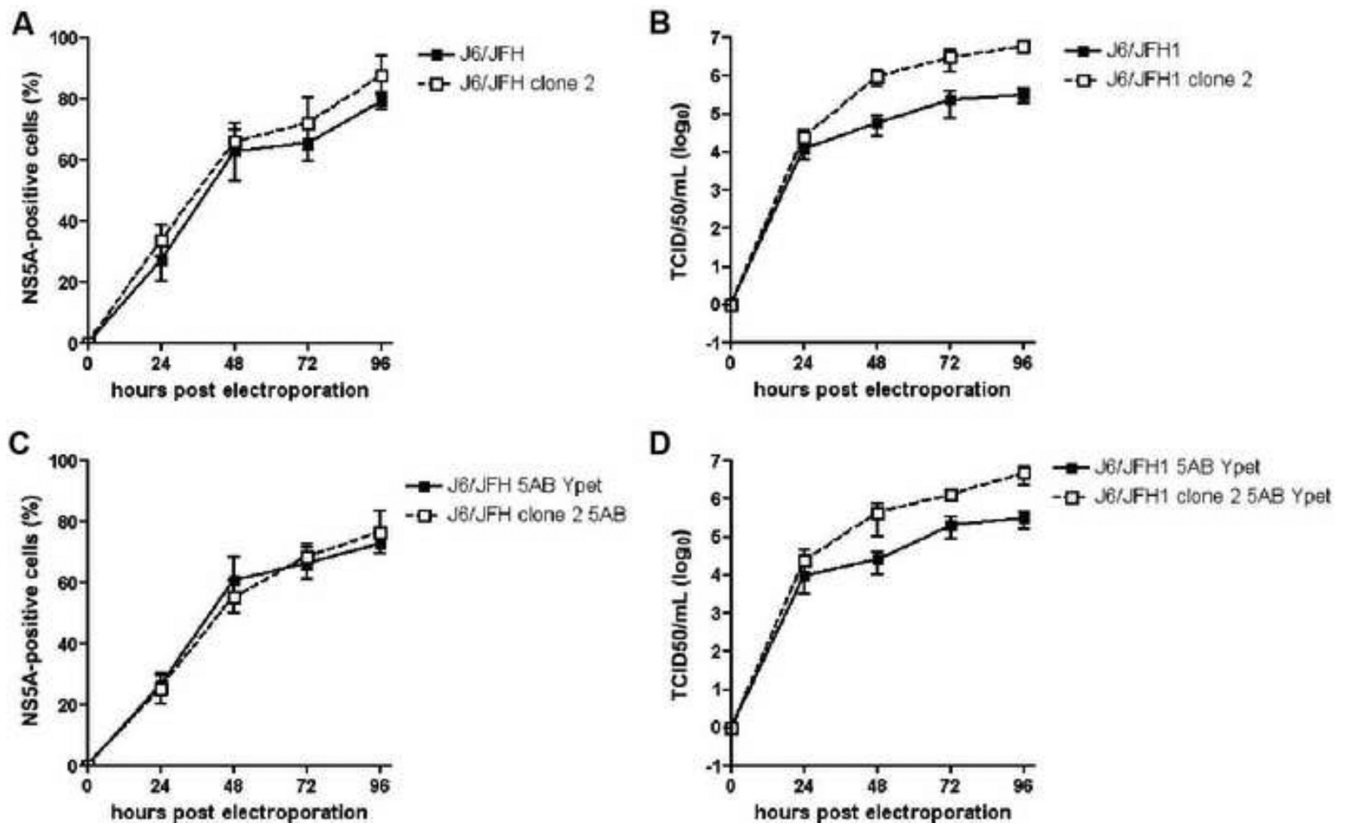 A
100
80
60
40
20
0
NS5A-positive cells (%)
0 24 48 72 96
hours post electroporation
J6/JFH
J6/JFH clone 2
B
7
6
5
4
3
2
1
0
-1
TCID/50/mL (log₀)
0 24 48 72 96
hours post electroporation
J6/JFH1
J6/JFH1 clone 2
C
100
80
60
40
20
0
NS5A-positive cells (%)
0 24 48 72 96
hours post electroporation
J6/JFH 5AB Ypet
J6/JFH clone 2 5AB
D
7
6
5
4
3
2
1
0
-1
TCID50/mL (log₀)
0 24 48 72 96
hours post electroporation
J6/JFH1 5AB Ypet
J6/JFH1 clone 2 5AB Ypet